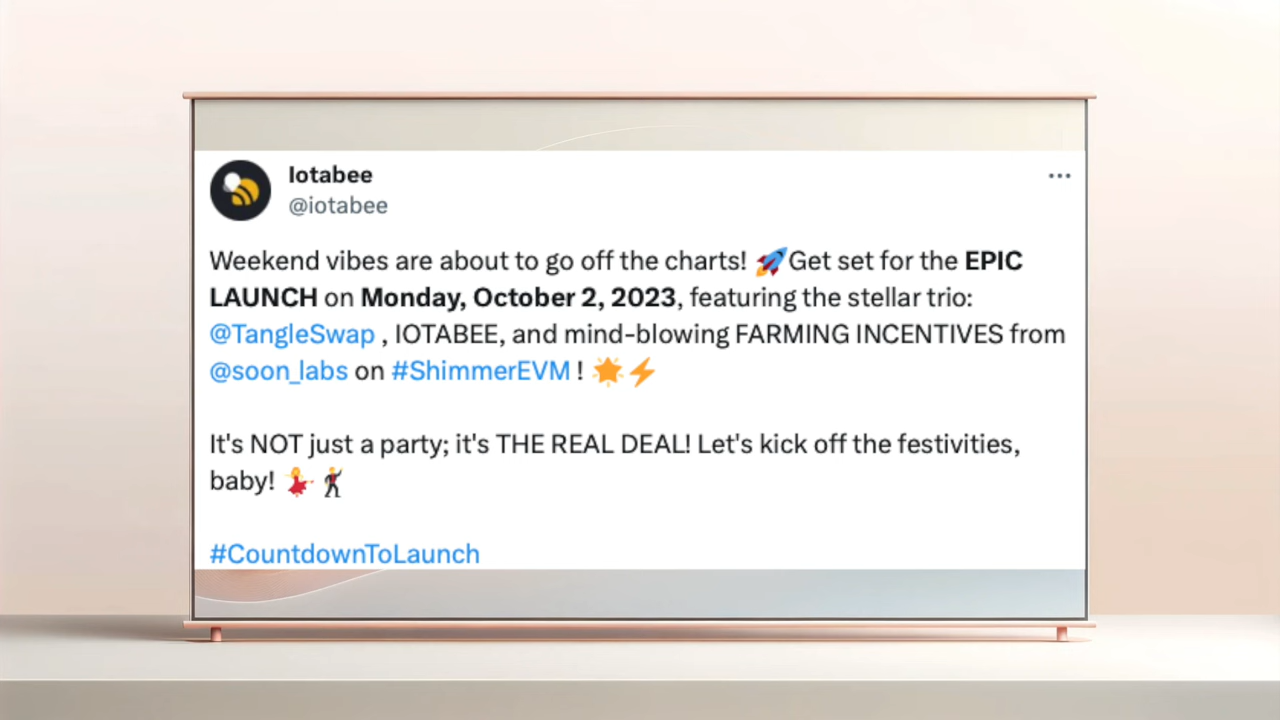 Iotabee
@iotabee
Weekend vibes are about to go off the charts! 🚀Get set for the EPIC
LAUNCH on Monday, October 2, 2023, featuring the stellar trio:
@TangleSwap , IOTABEE, and mind-blowing FARMING INCENTIVES from
@soon_labs on #ShimmerEVM ! 🌟⚡
It's NOT just a party; it's THE REAL DEAL! Let's kick off the festivities,
baby! 💃🕺
#CountdownToLaunch